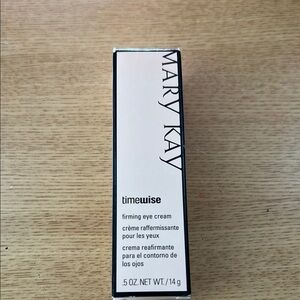 MARY KAY
timewise
firming eye cream
crème raffermissante
pour les yeux
crema reafirmante
para el contorno de
los ojos
.5 OZ. NET WT./14 g